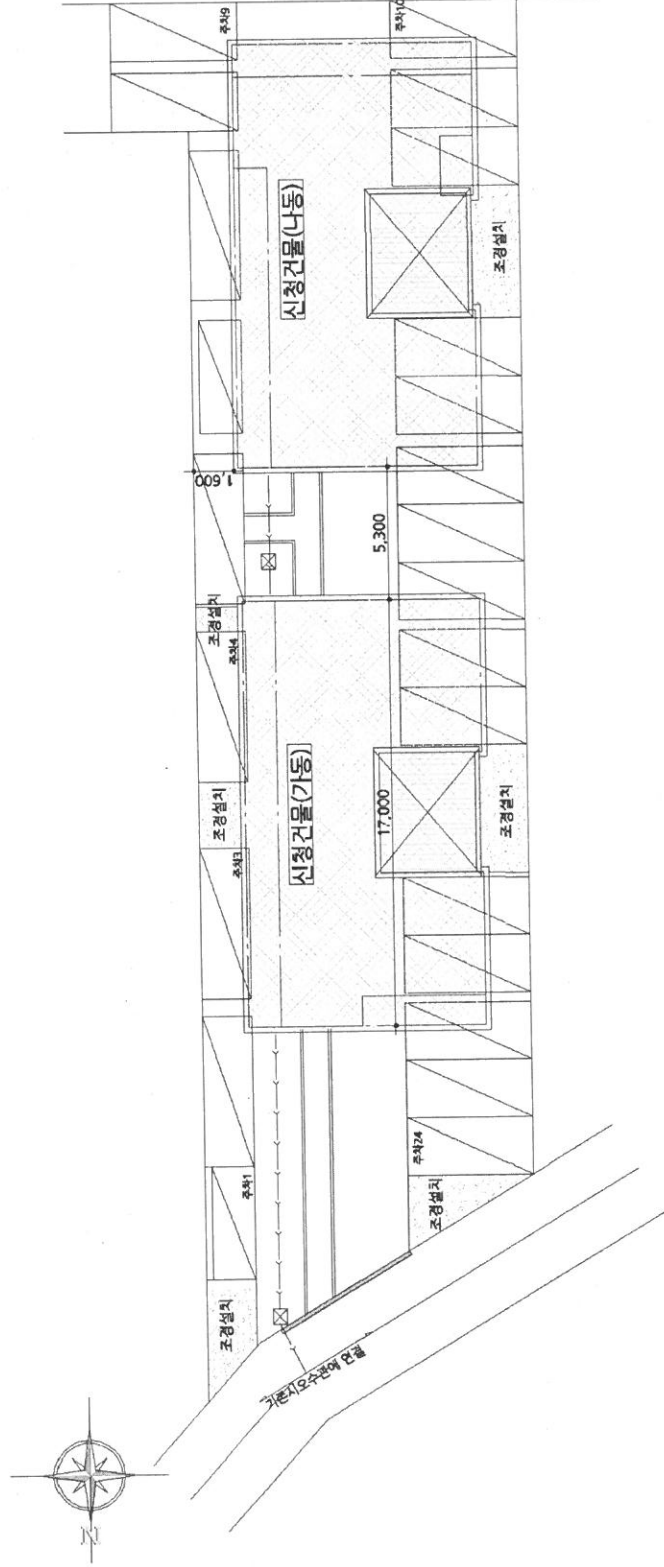 주차9
주차10
신청건물(나동)
조경설치
1,600
5,300
조경설치
주차4
신청건물(가동)
17,000
조경설치
조경설치
주차3
주차24
주차1
조경설치
조경설치
기존시오수관에 연결
N